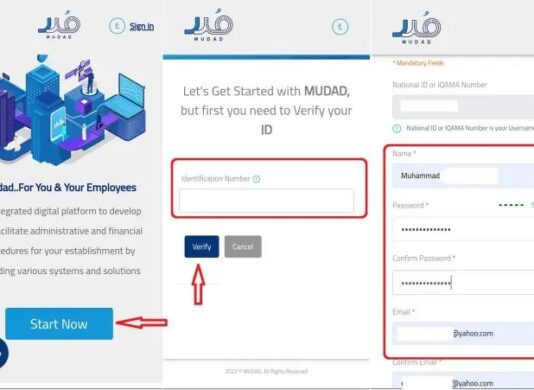 مُدد
MUDAD
ع
Sign in
dad..For You & Your Employees
tegrated digital platform to develop
acilitate administrative and financial
cedures for your establishment by
ding various systems and solutions
Start Now
مُدد
MUDAD
ع
Let's Get Started with MUDAD,
but first you need to Verify your
ID
Identification Number
Verify
Cancel
2022 © MUDAD, All Rights Reserved
مُدد
MUDAD
* Mandatory Fields
National ID or IQAMA Number
National ID or IQAMA Number is your Username
Name *
Muhammad
Password *
Confirm Password *
Email *
@yahoo.com
Confirm Email *
@yahoo.com